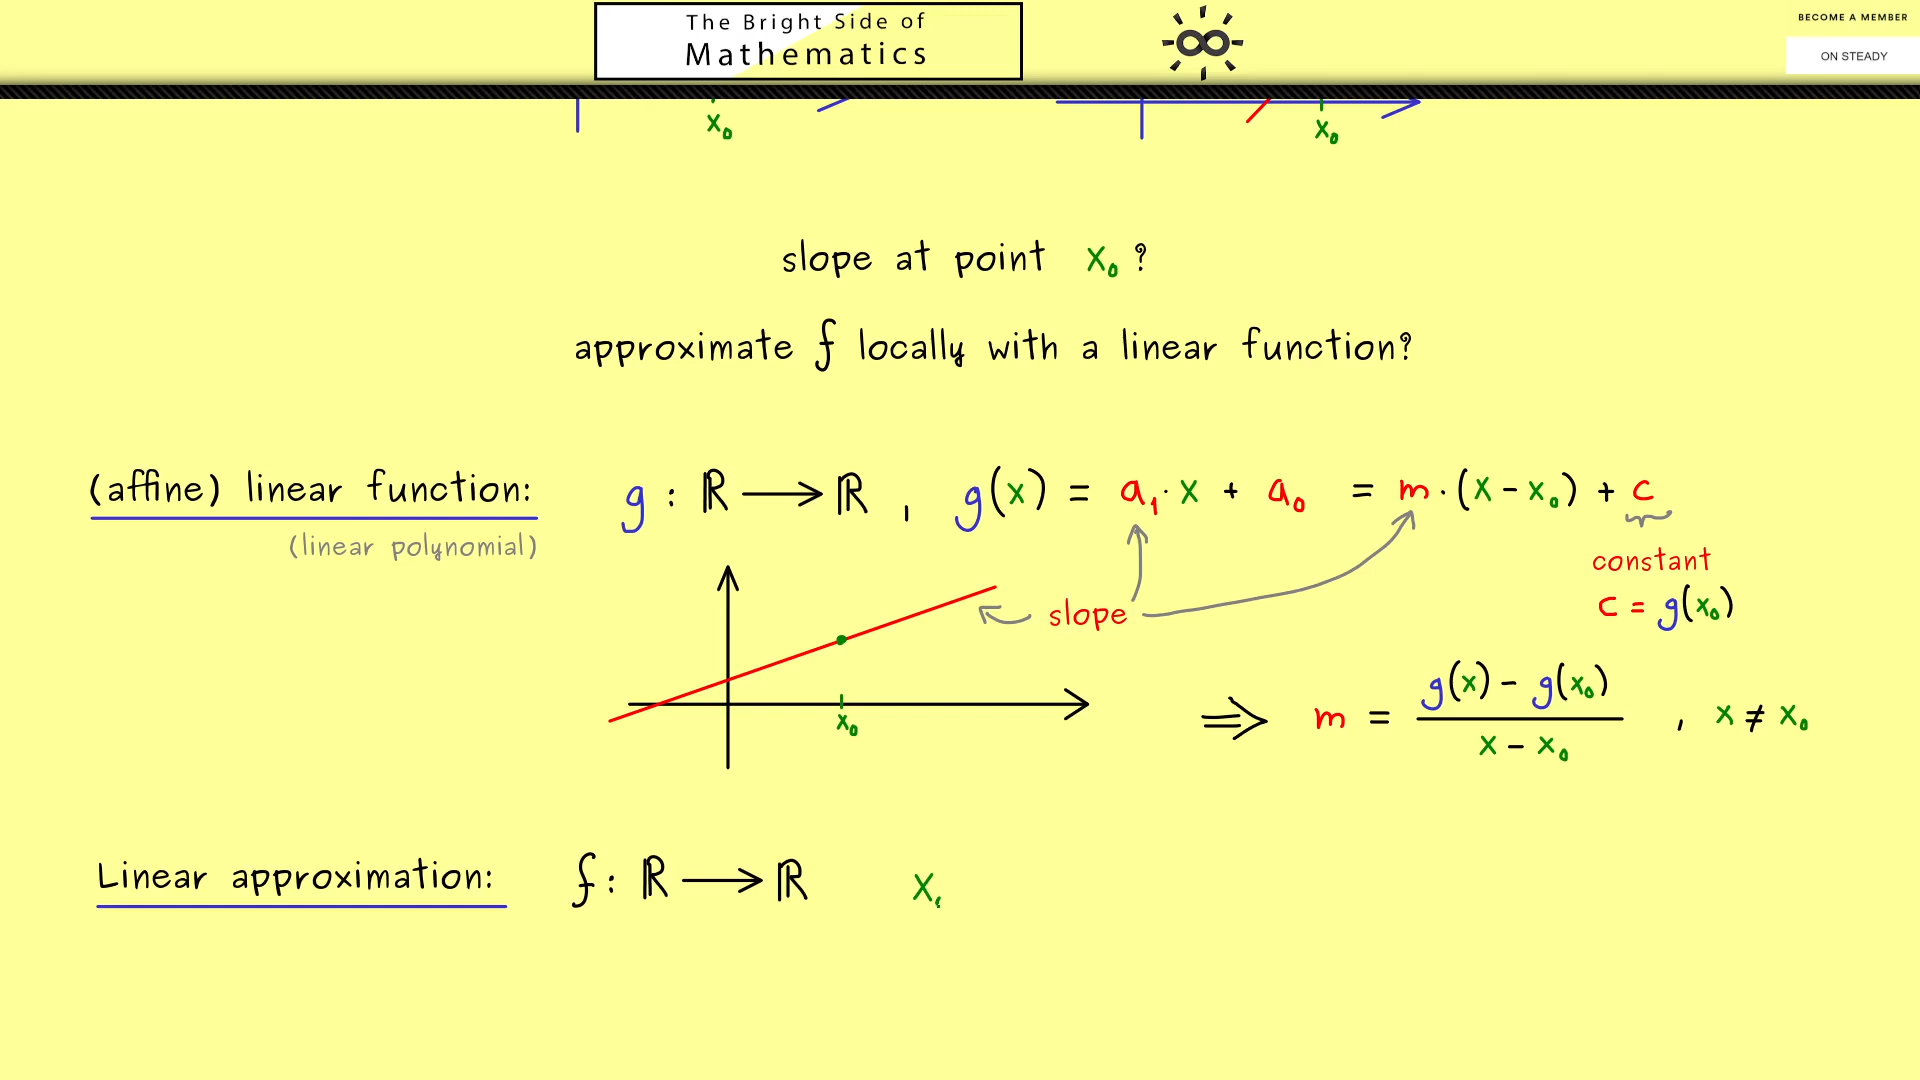 The Bright Side of
Mathematics
BECOME A MEMBER
ON STEADY
x₀ x₀
slope at point x₀ ?
approximate f locally with a linear function?
(affine) linear function: g : ℝ ⟶ ℝ , g(x) = a₁ · x + a₀ = m · (x − x₀) + c
(linear polynomial)
constant
slope
c = g(x₀)
x₀
⇒ m = (g(x) − g(x₀)) / (x − x₀) , x ≠ x₀
Linear approximation: f : ℝ ⟶ ℝ x